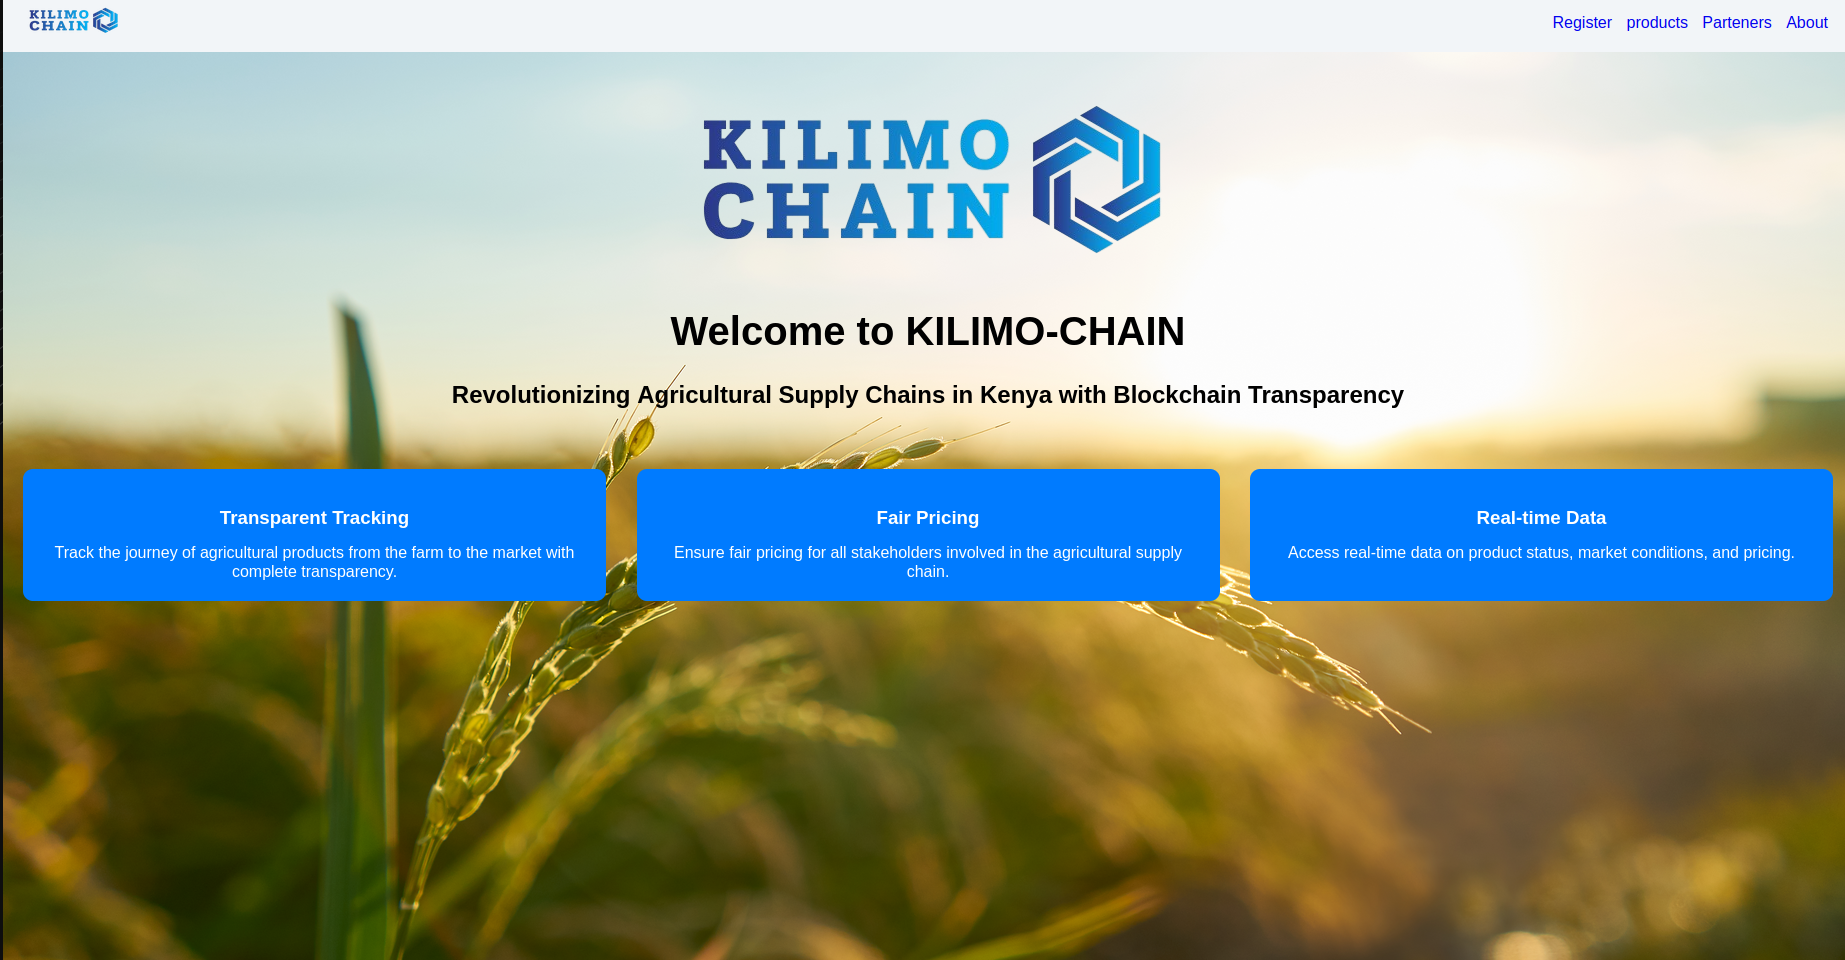 KILIMO
CHAIN
Register products Parteners About
KILIMO
CHAIN
Welcome to KILIMO-CHAIN
Revolutionizing Agricultural Supply Chains in Kenya with Blockchain Transparency
Transparent Tracking
Track the journey of agricultural products from the farm to the market with
complete transparency.
Fair Pricing
Ensure fair pricing for all stakeholders involved in the agricultural supply
chain.
Real-time Data
Access real-time data on product status, market conditions, and pricing.